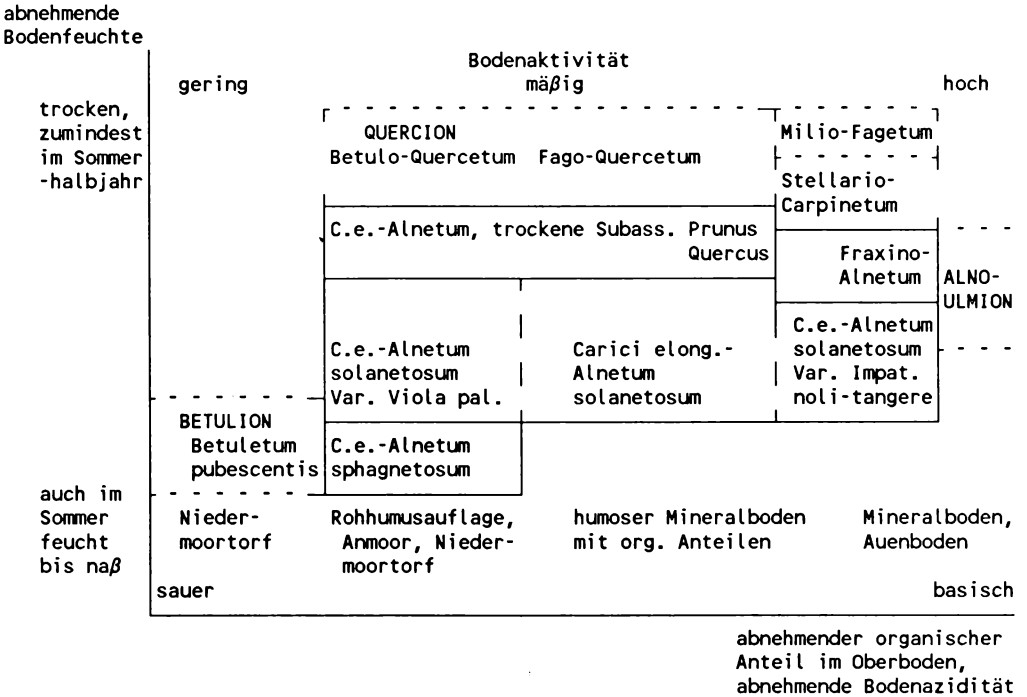 abnehmende
Bodenfeuchte
Bodenaktivität
gering mäßig hoch
trocken,
zumindest
im Sommer
-halbjahr
QUERCION
Betulo-Quercetum Fago-Quercetum
Milio-Fagetum
Stellario-
Carpinetum
C.e.-Alnetum, trockene Subass. Prunus
Quercus
Fraxino-
Alnetum
ALNO-
ULMION
C.e.-Alnetum
solanetosum
Var. Viola pal.
Carici elong.-
Alnetum
solanetosum
C.e.-Alnetum
solanetosum
Var. Impat.
noli-tangere
BETULION
Betuletum
pubescentis
C.e.-Alnetum
sphagnetosum
auch im
Sommer
feucht
bis naß
Nieder-
moortorf
Rohhumusauflage,
Anmoor, Nieder-
moortorf
humoser Mineralboden
mit org. Anteilen
Mineralboden,
Auenboden
sauer basisch
abnehmender organischer
Anteil im Oberboden,
abnehmende Bodenazidität